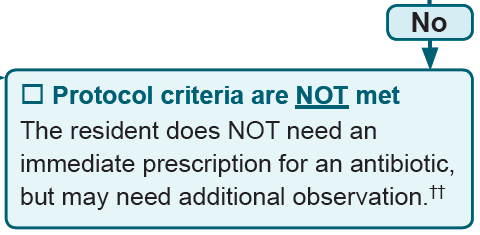 No
☐ Protocol criteria are NOT met
The resident does NOT need an
immediate prescription for an antibiotic,
but may need additional observation.††